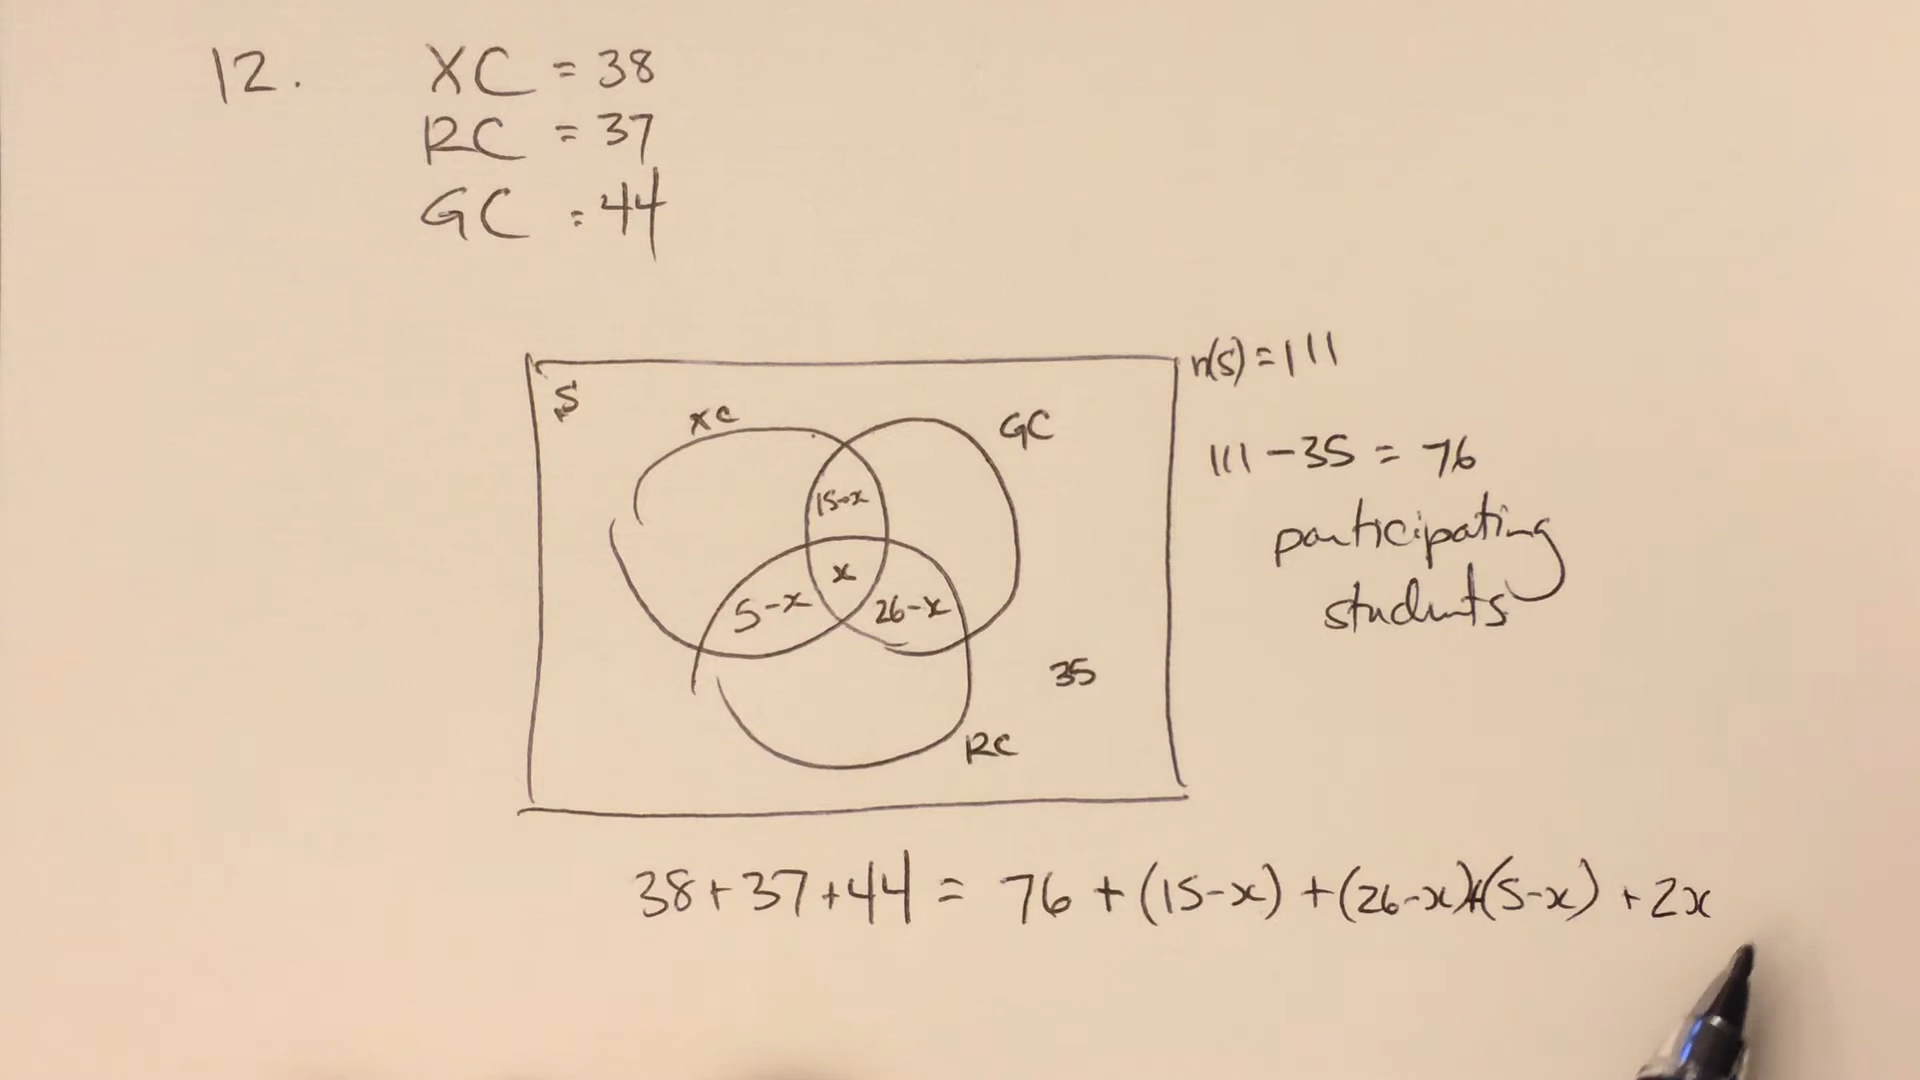 12. XC = 38
RC = 37
GC = 44
n(S) = 111
S
XC
GC
111 - 35 = 76
15-x
participating
x
5-x
26-x
students
35
RC
38 + 37 + 44 = 76 + (15-x) + (26-x)+(5-x) + 2x